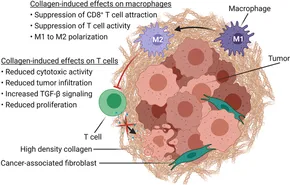 Collagen-induced effects on macrophages
• Suppression of CD8⁺ T cell attraction
• Suppression of T cell activity
• M1 to M2 polarization
Macrophage
M2
M1
Collagen-induced effects on T cells
• Reduced cytotoxic activity
• Reduced tumor infiltration
• Increased TGF-β signaling
• Reduced proliferation
Tumor
T cell
High density collagen
Cancer-associated fibroblast